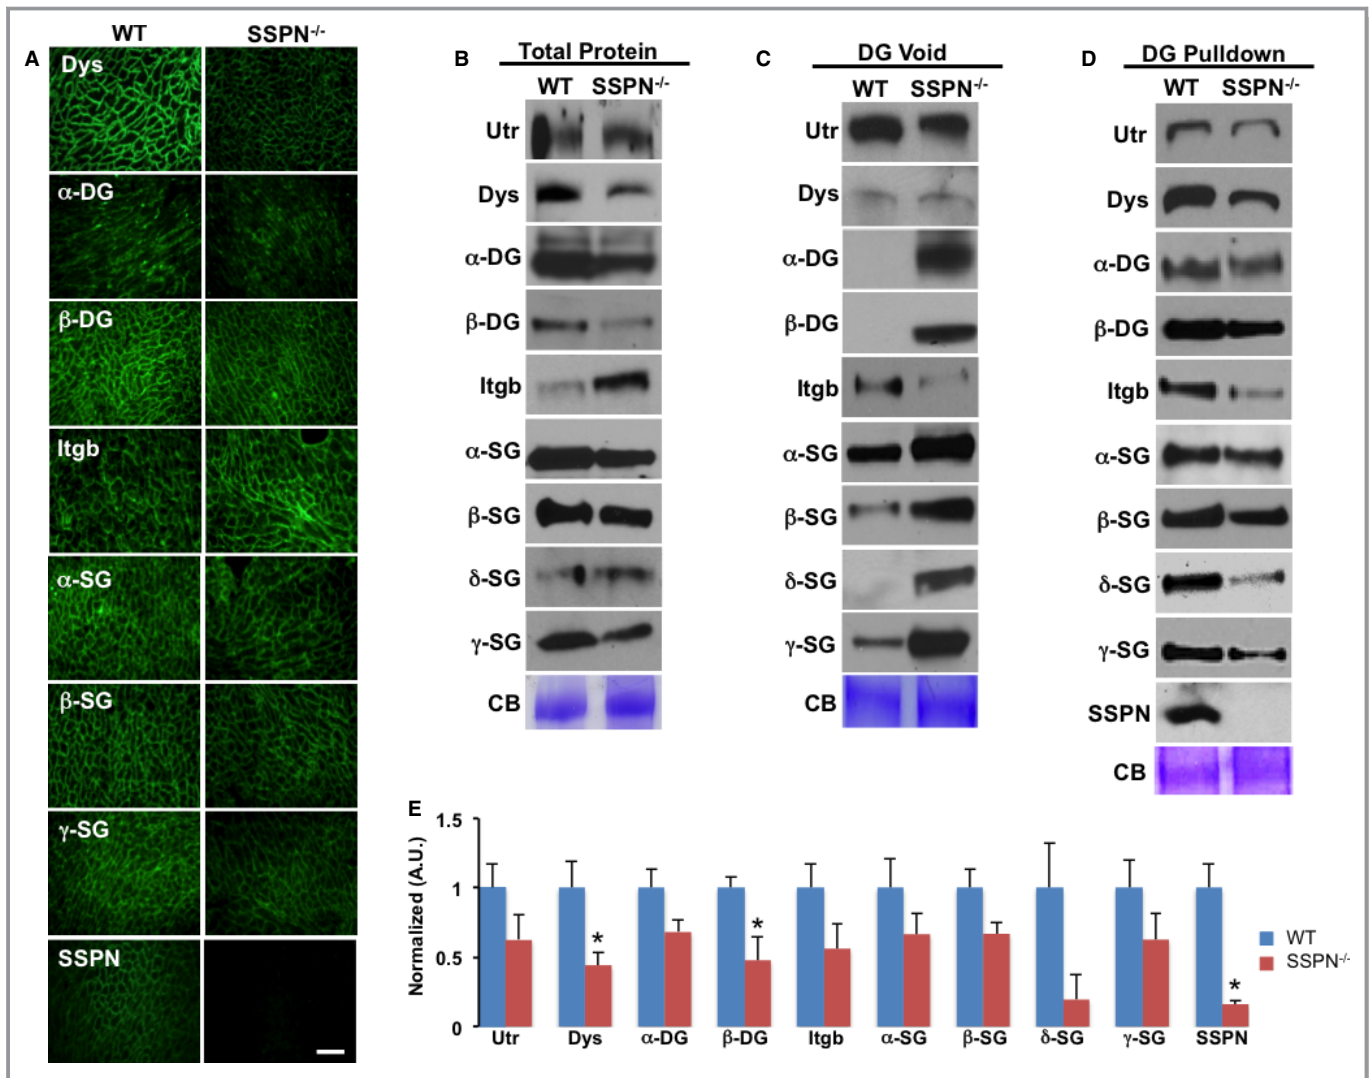 WT SSPN-/-
A
Dys
α-DG
β-DG
Itgb
α-SG
β-SG
γ-SG
SSPN
B Total Protein
WT SSPN-/-
Utr
Dys
α-DG
β-DG
Itgb
α-SG
β-SG
δ-SG
γ-SG
CB
C DG Void
WT SSPN-/-
Utr
Dys
α-DG
β-DG
Itgb
α-SG
β-SG
δ-SG
γ-SG
CB
D DG Pulldown
WT SSPN-/-
Utr
Dys
α-DG
β-DG
Itgb
α-SG
β-SG
δ-SG
γ-SG
SSPN
CB
E
Normalized (A.U.)
1.5
1
0.5
0
* * *
Utr Dys α-DG β-DG Itgb α-SG β-SG δ-SG γ-SG SSPN
WT
SSPN-/-